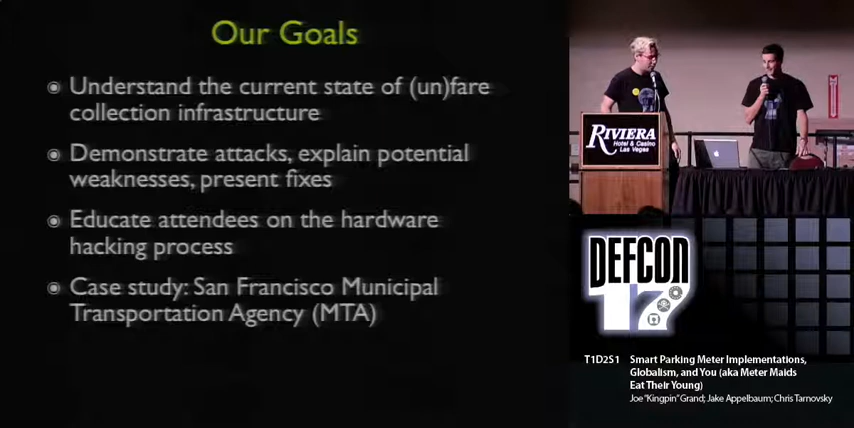 Our Goals
Understand the current state of (un)fare
collection infrastructure
Demonstrate attacks, explain potential
weaknesses, present fixes
Educate attendees on the hardware
hacking process
Case study: San Francisco Municipal
Transportation Agency (MTA)
RIVIERA
Hotel & Casino
Las Vegas
DEFCON
17
T1D2S1 Smart Parking Meter Implementations,
Globalism, and You (aka Meter Maids
Eat Their Young)
Joe "Kingpin" Grand; Jake Appelbaum; Chris Tarnovsky